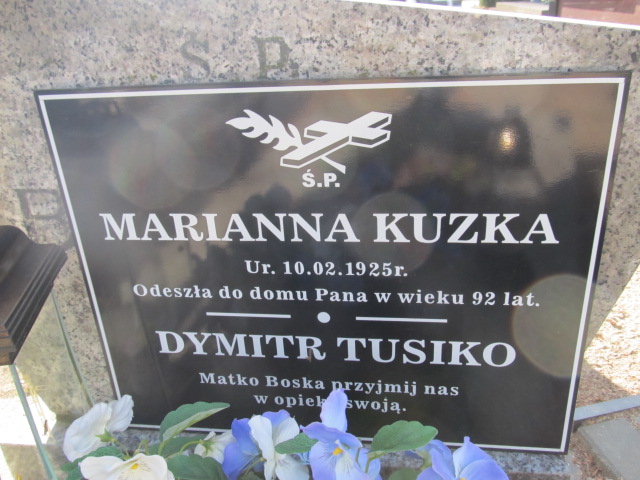 S. P.
Ś.P.
MARIANNA KUZKA
Ur. 10.02.1925r.
Odeszła do domu Pana w wieku 92 lat.
DYMITR TUSIKO
Matko Boska przyjmij nas
w opiekę swoją.